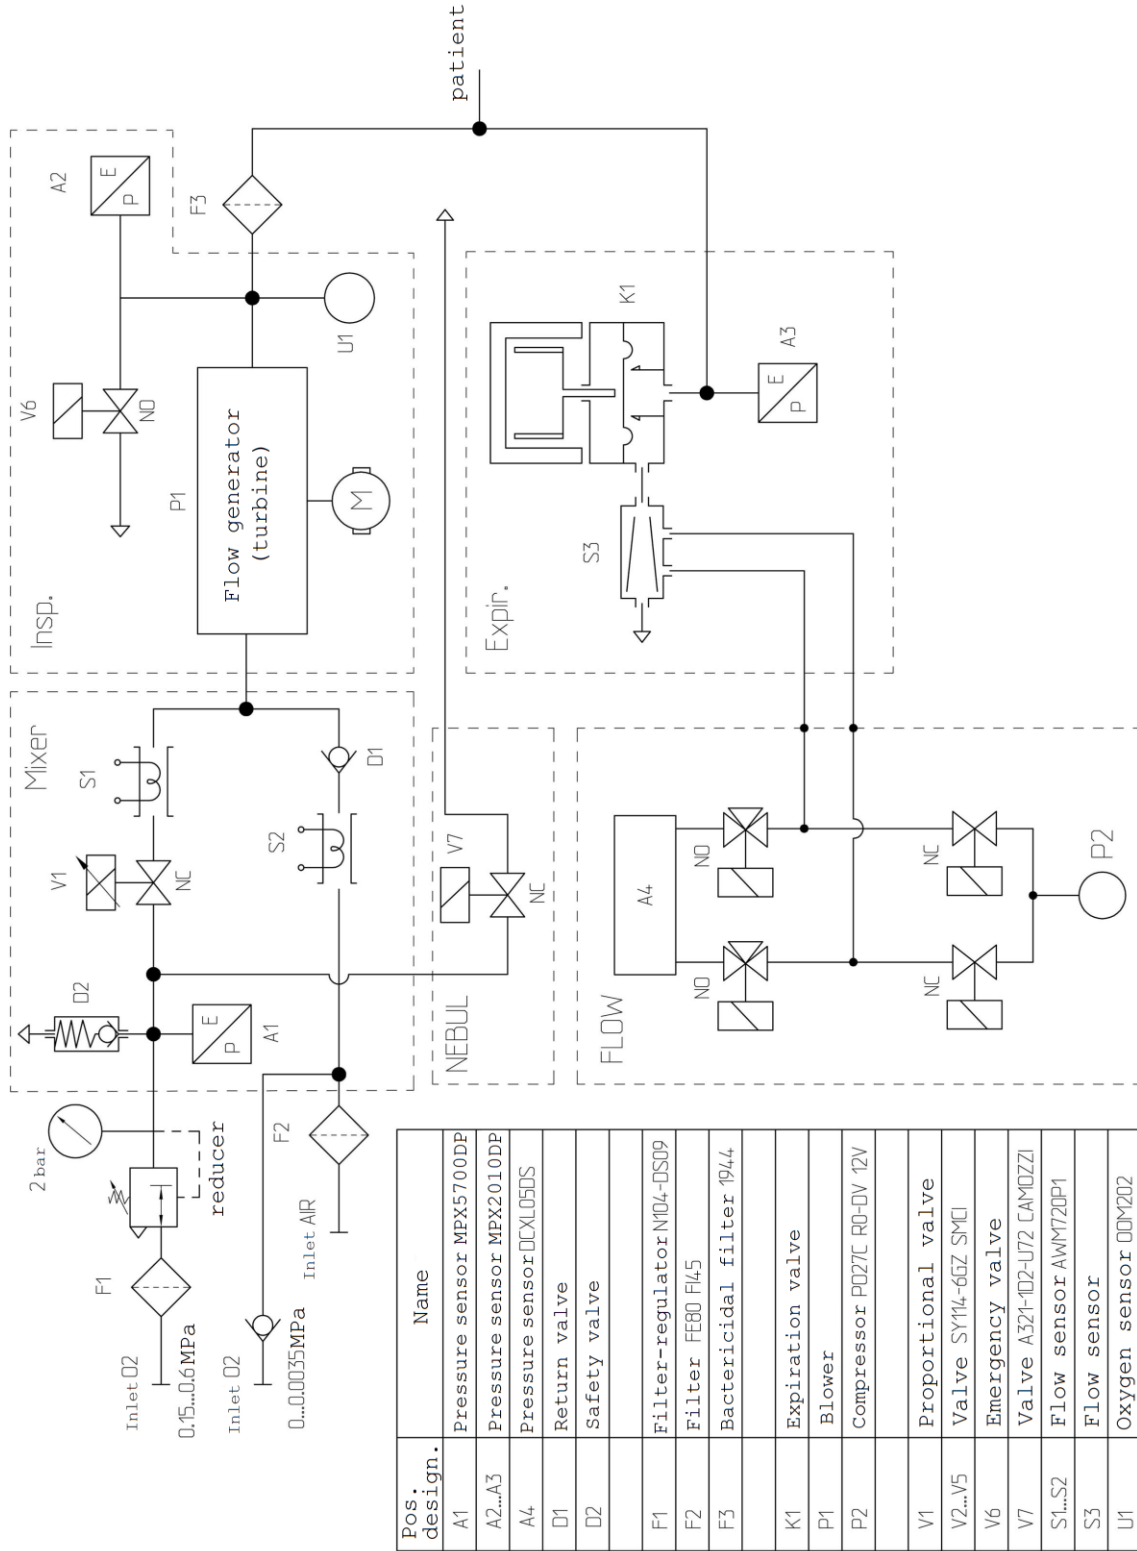 Inlet O2
0.15...0.6MPa
F1
reducer
2 bar
Inlet O2
0...0.0035MPa
Inlet AIR
F2
Mixer
D2
A1
E
P
V1
NC
S1
S2
D1
Insp.
P1
Flow generator
(turbine)
M
V6
NO
A2
E
P
U1
F3
patient
NEBUL
V7
NC
Expir.
S3
K1
A3
E
P
FLOW
A4
NO
NO
NC
NC
P2
Pos. design. Name
A1 Pressure sensor MPX5700DP
A2...A3 Pressure sensor MPX2010DP
A4 Pressure sensor DCXL05DS
D1 Return valve
D2 Safety valve
F1 Filter-regulator N104-DS09
F2 Filter FE80 F145
F3 Bactericidal filter 1944
K1 Expiration valve
P1 Blower
P2 Compressor PD27C R0-DV 12V
V1 Proportional valve
V2...V5 Valve SY114-6GZ SMCI
V6 Emergency valve
V7 Valve A321-1D2-U72 CAMOZZI
S1...S2 Flow sensor AWM720P1
S3 Flow sensor
U1 Oxygen sensor OOM202